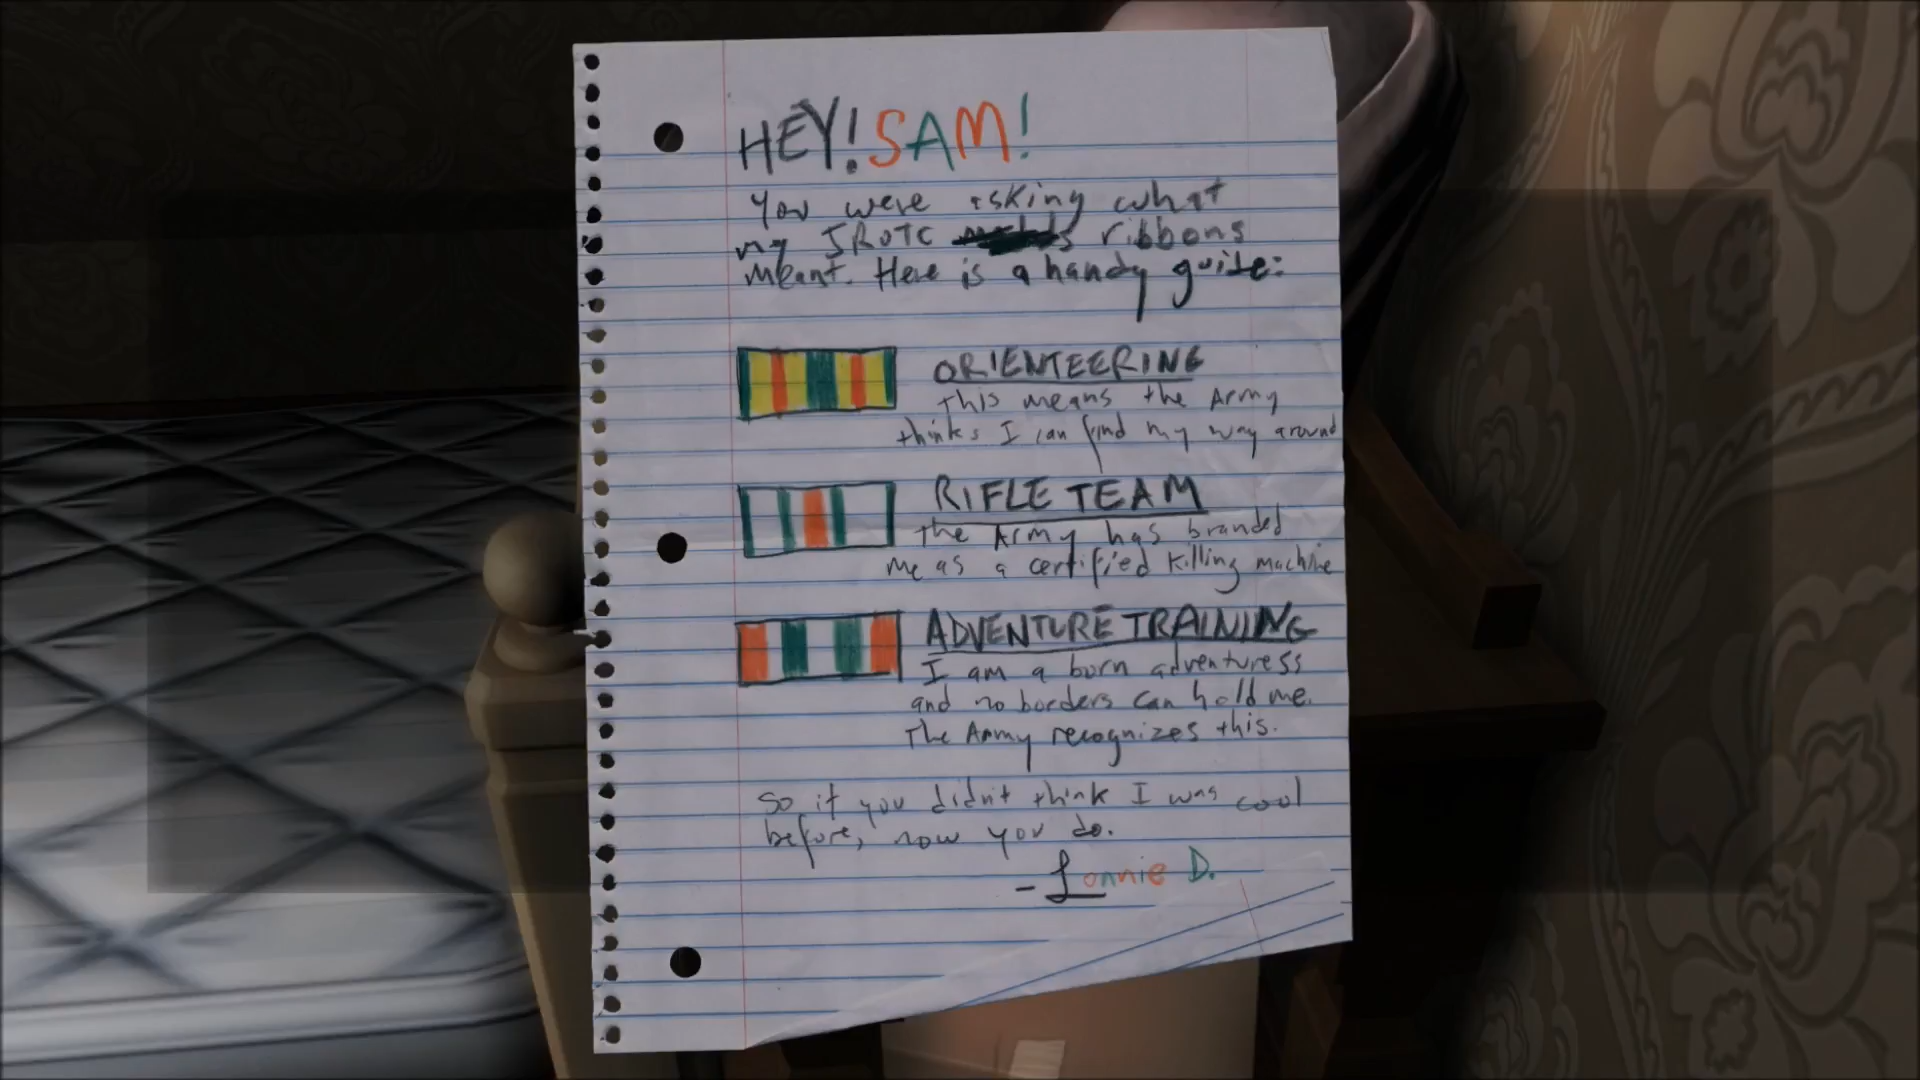 HEY! SAM!
You were asking what
my JROTC ribbons
meant. Here is a handy guide:
ORIENTEERING
This means the Army
thinks I can find my way around
RIFLE TEAM
The Army has branded
me as a certified killing machine
ADVENTURE TRAINING
I am a born adventuress
and no borders can hold me.
The Army recognizes this.
So if you didn't think I was cool
before, now you do.
- Lonnie D.